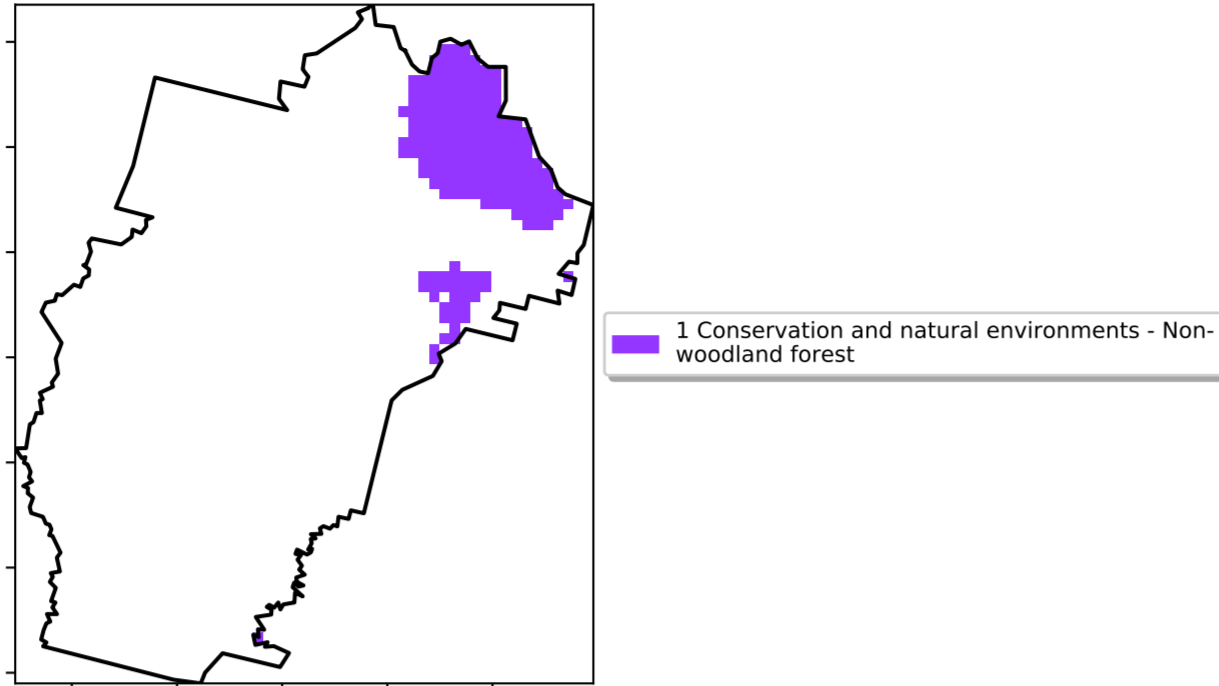 1 Conservation and natural environments - Non-
woodland forest